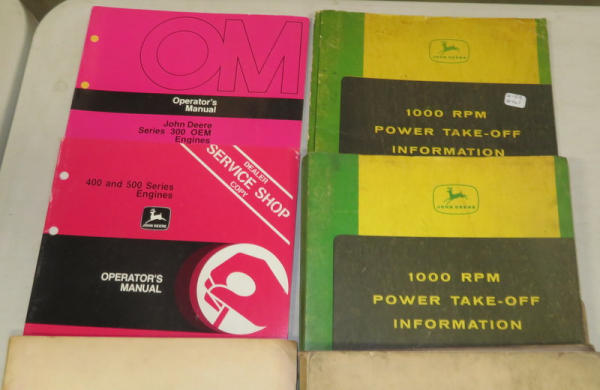 OM
Operator's
Manual
John Deere
Series 300 OEM
Engines
JOHN DEERE
1000 RPM
POWER TAKE-OFF
INFORMATION
400 and 500 Series
Engines
JOHN DEERE
DEALER
SERVICE SHOP
COPY
OPERATOR'S
MANUAL
JOHN DEERE
1000 RPM
POWER TAKE-OFF
INFORMATION